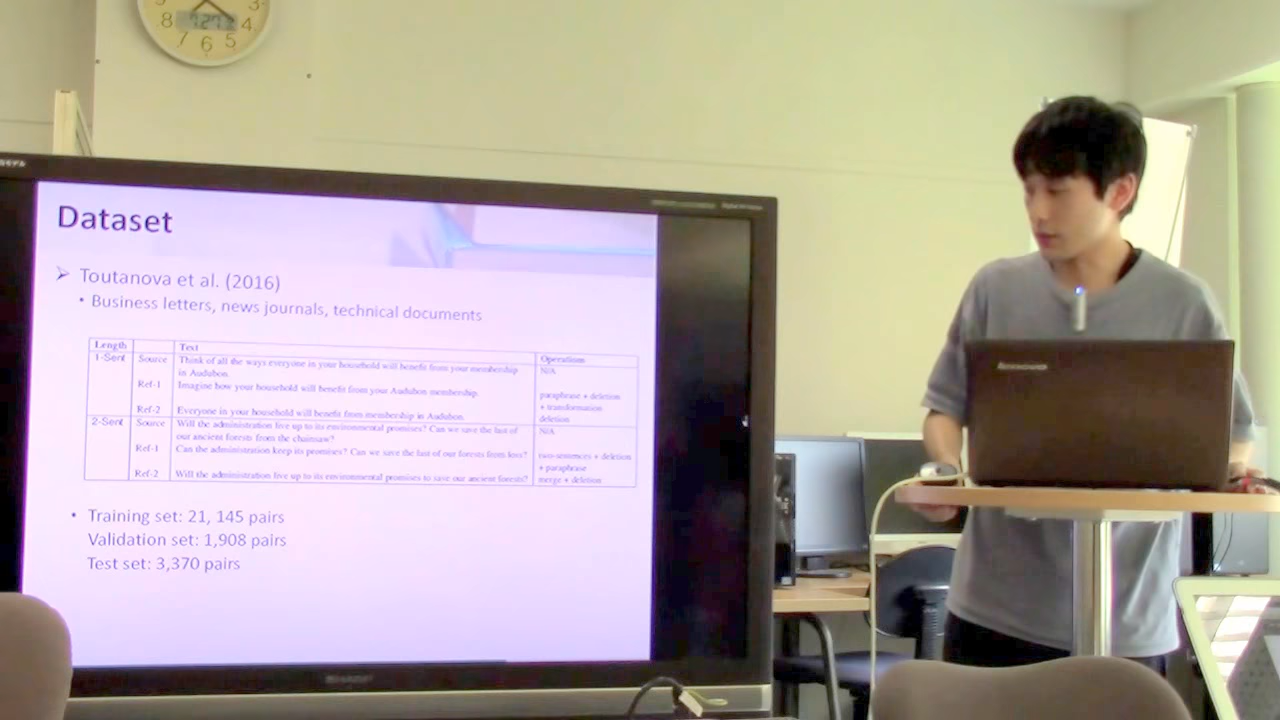 3
8
4
7
6
5
Dataset
Toutanova et al. (2016)
• Business letters, news journals, technical documents
Length Text Operations
1-Sent Source Think of all the ways everyone in your household will benefit from your membership in Audubon. N/A
Ref-1 Imagine how your household will benefit from your Audubon membership. paraphrase + deletion + transformation
Ref-2 Everyone in your household will benefit from membership in Audubon. deletion
2-Sent Source Will the administration live up to its environmental promises? Can we save the last of our ancient forests from the chainsaw? N/A
Ref-1 Can the administration keep its promises? Can we save the last of our forests from loss? two-sentences + deletion + paraphrase
Ref-2 Will the administration live up to its environmental promises to save our ancient forests? merge + deletion
• Training set: 21, 145 pairs
Validation set: 1,908 pairs
Test set: 3,370 pairs
SHARP